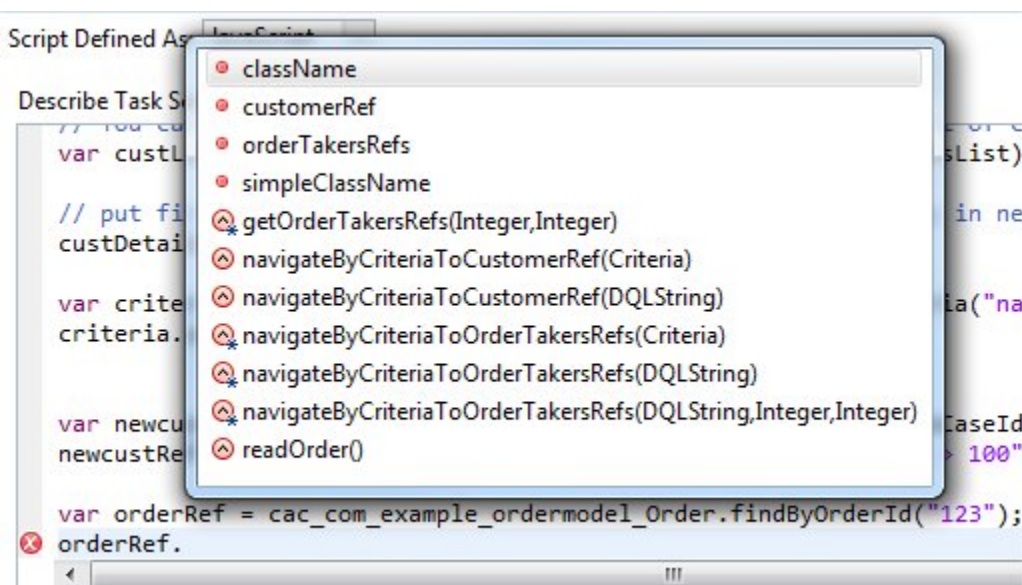 Script Defined As
Describe Task
className
customerRef
orderTakersRefs
simpleClassName
getOrderTakersRefs(Integer,Integer)
navigateByCriteriaToCustomerRef(Criteria)
navigateByCriteriaToCustomerRef(DQLString)
navigateByCriteriaToOrderTakersRefs(Criteria)
navigateByCriteriaToOrderTakersRefs(DQLString)
navigateByCriteriaToOrderTakersRefs(DQLString,Integer,Integer)
readOrder()
var custL sList)
// put fi in ne
custDetai
var crite ia("na
criteria.
var newcu CaseId
newcustRe 100"
var orderRef = cac_com_example_ordermodel_Order.findByOrderId("123");
orderRef.